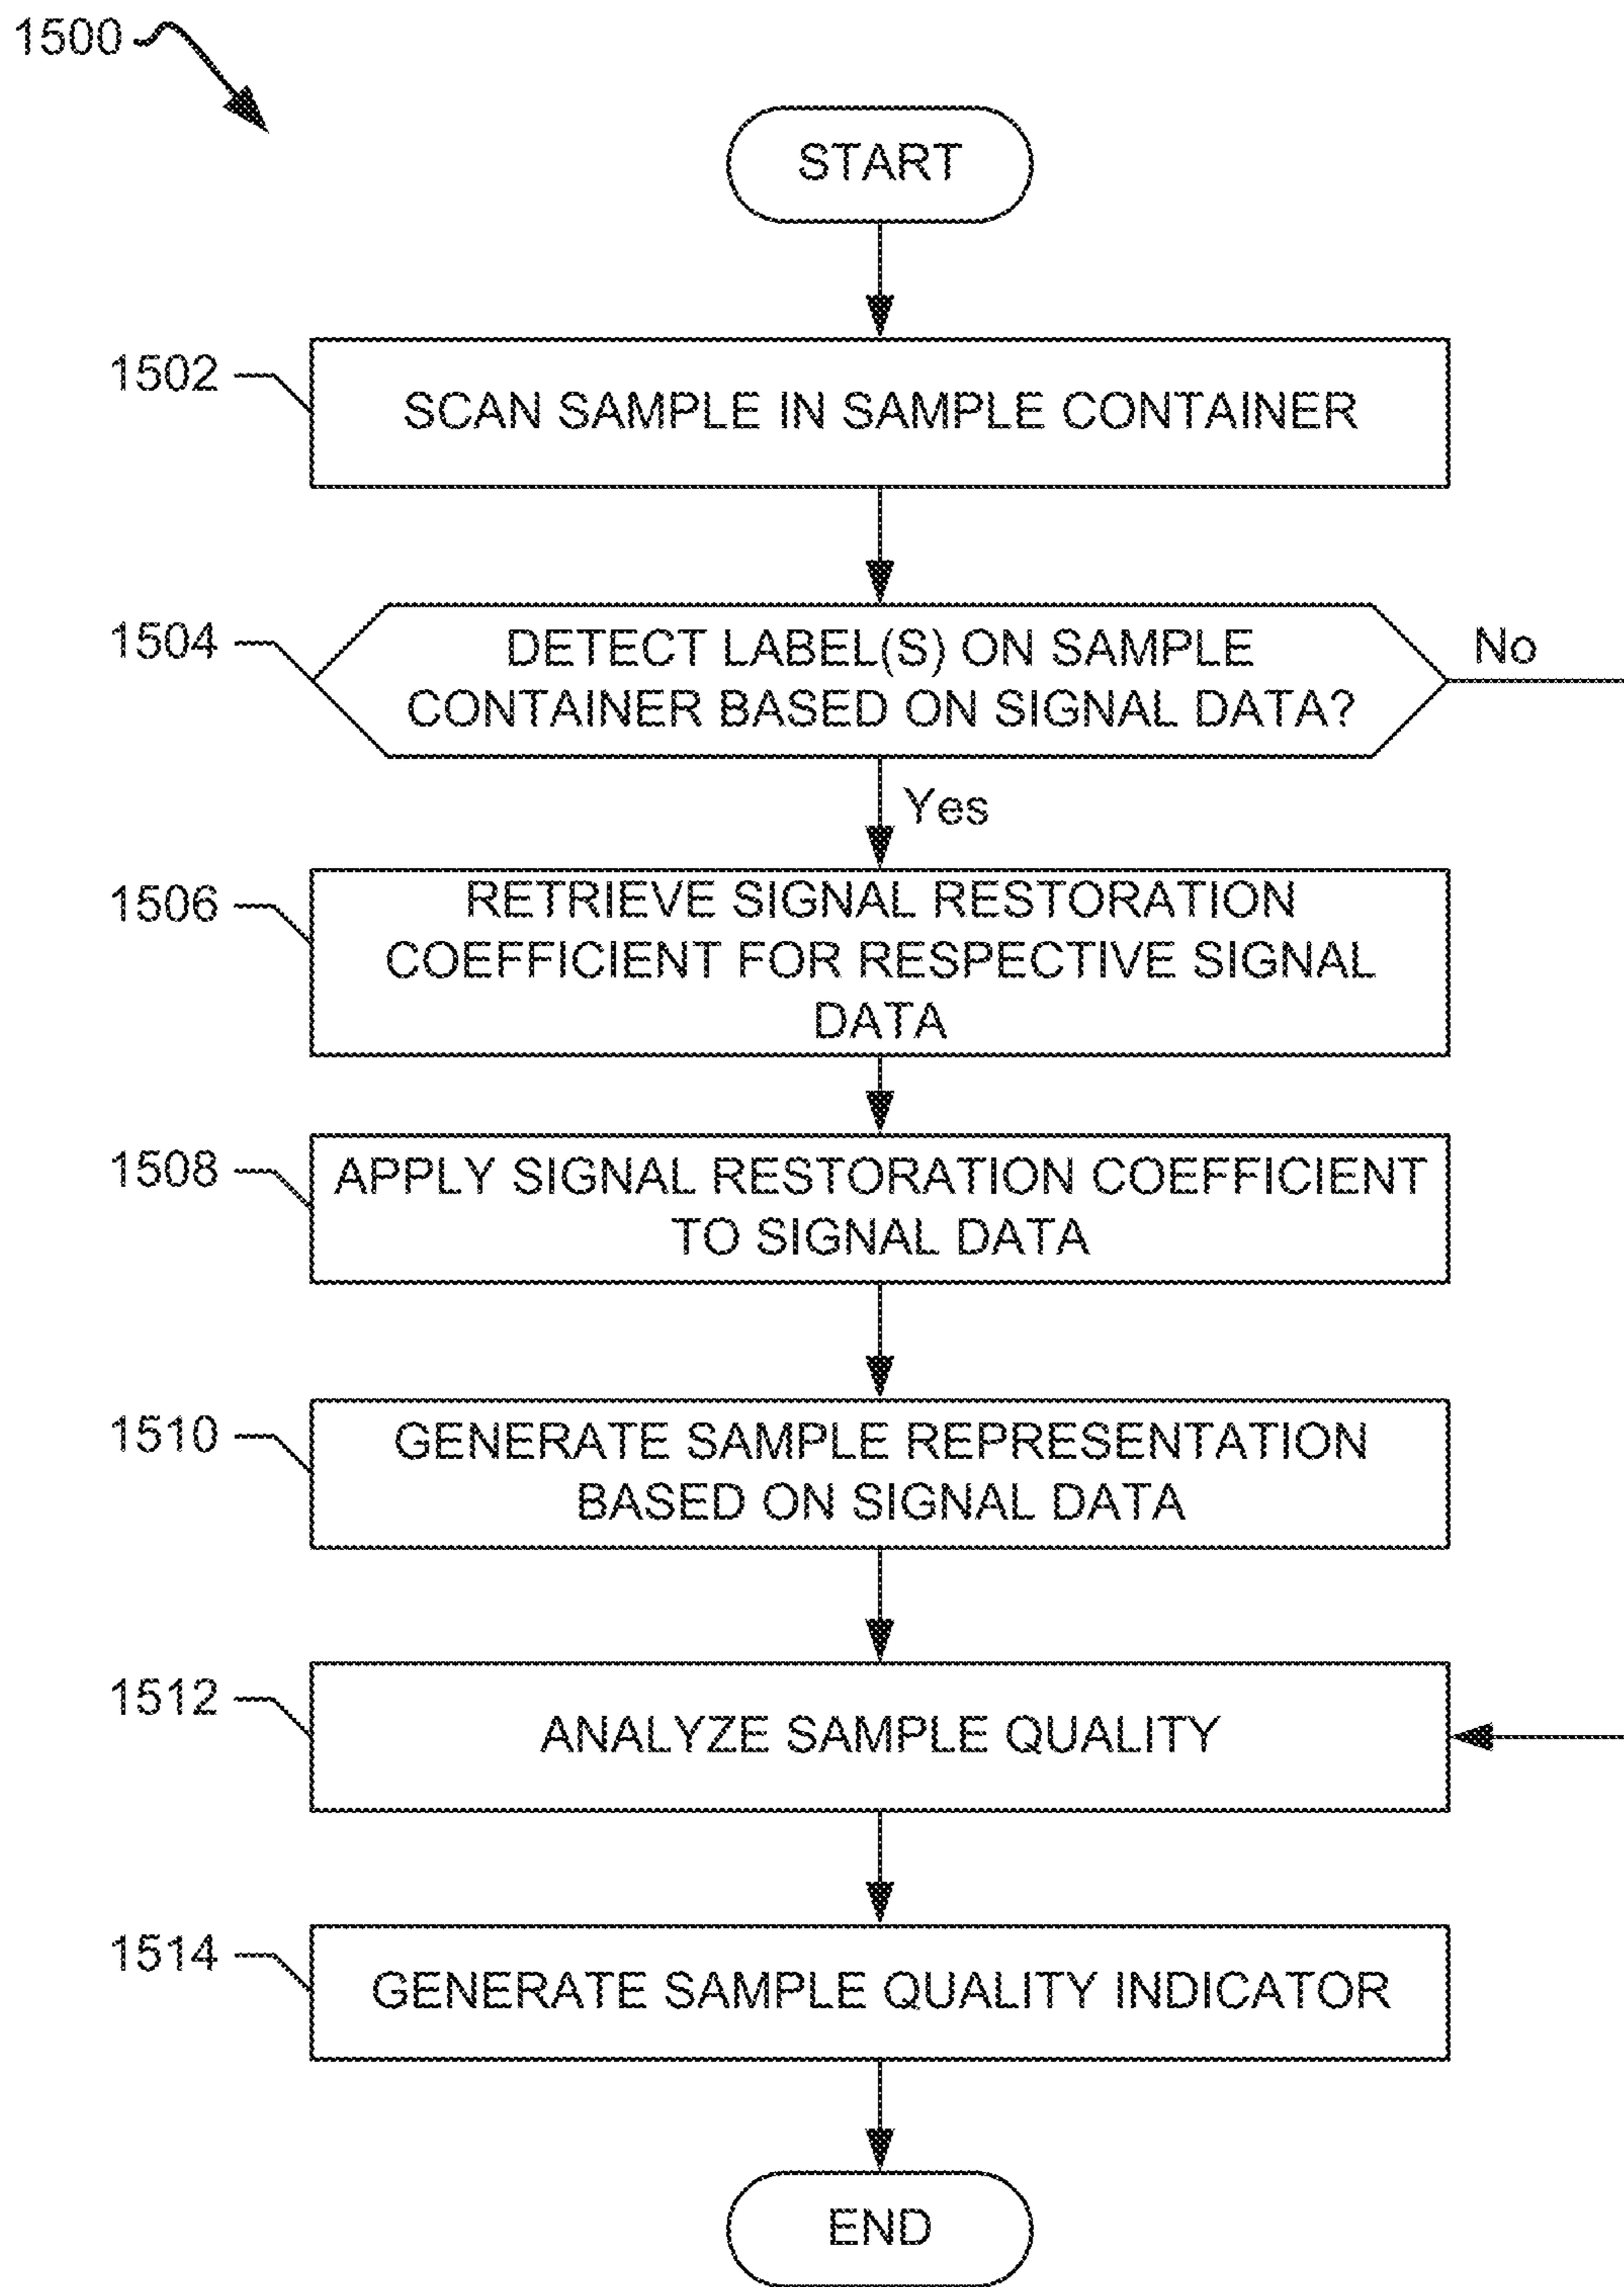 1500
START
1502
SCAN SAMPLE IN SAMPLE CONTAINER
1504
DETECT LABEL(S) ON SAMPLE
CONTAINER BASED ON SIGNAL DATA?
No
Yes
1506
RETRIEVE SIGNAL RESTORATION
COEFFICIENT FOR RESPECTIVE SIGNAL
DATA
1508
APPLY SIGNAL RESTORATION COEFFICIENT
TO SIGNAL DATA
1510
GENERATE SAMPLE REPRESENTATION
BASED ON SIGNAL DATA
1512
ANALYZE SAMPLE QUALITY
1514
GENERATE SAMPLE QUALITY INDICATOR
END